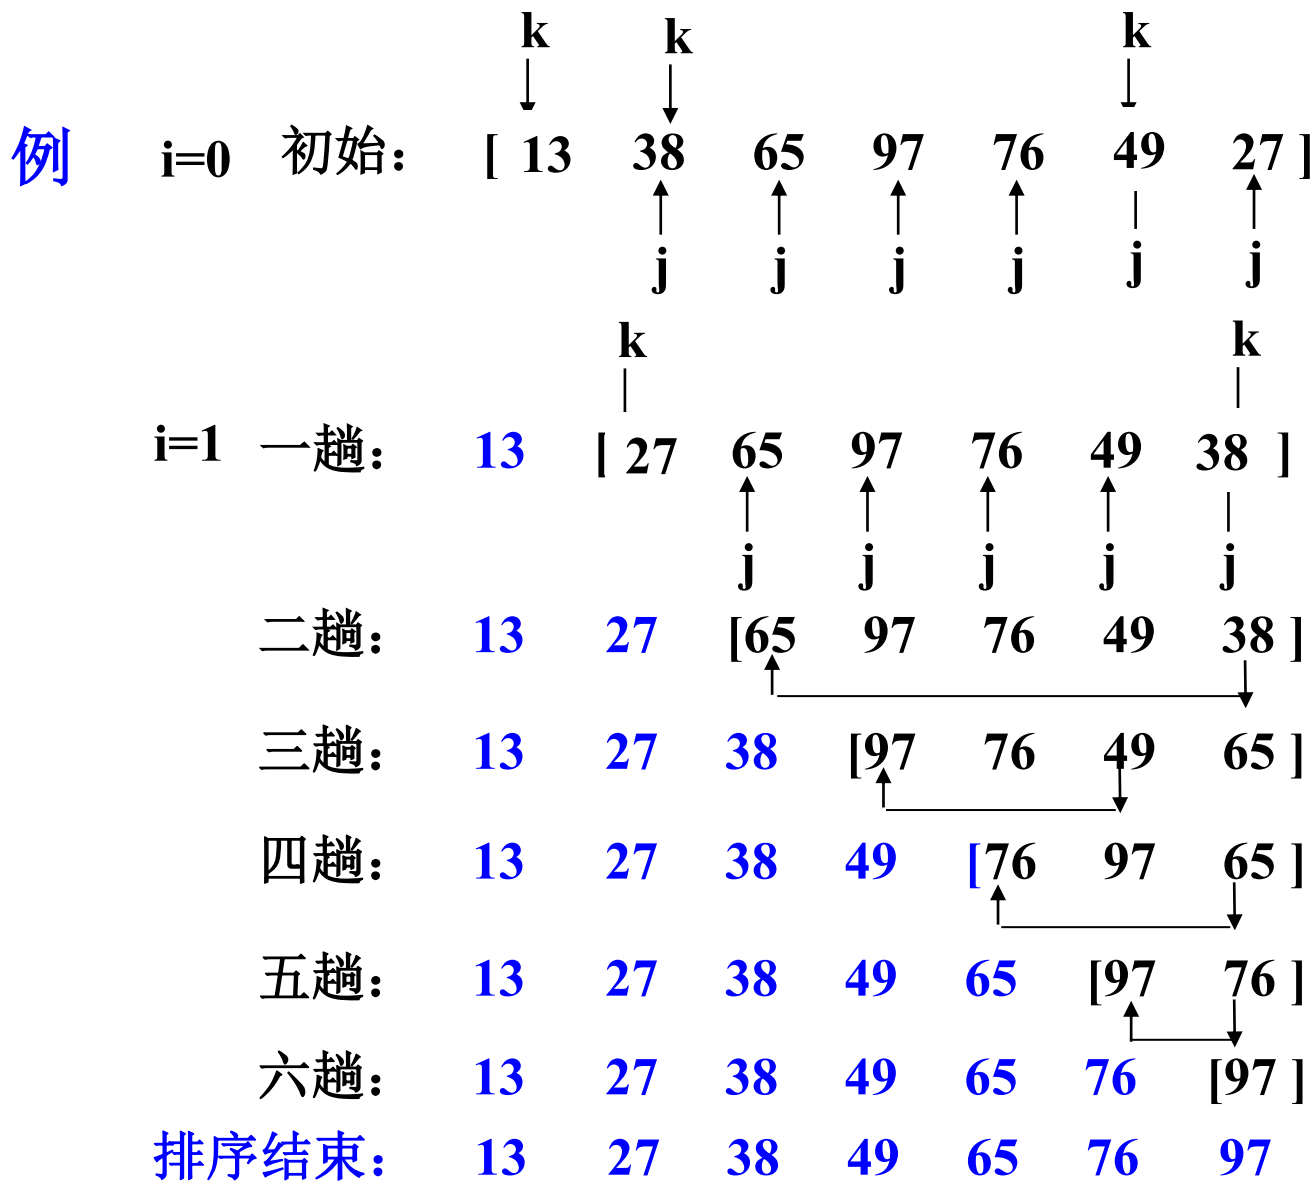 k k k
例 i=0 初始： [ 13 38 65 97 76 49 27 ]
j j j j j j
k k
i=1 一趟： 13 [ 27 65 97 76 49 38 ]
j j j j j
二趟： 13 27 [65 97 76 49 38 ]
三趟： 13 27 38 [97 76 49 65 ]
四趟： 13 27 38 49 [76 97 65 ]
五趟： 13 27 38 49 65 [97 76 ]
六趟： 13 27 38 49 65 76 [97 ]
排序结束： 13 27 38 49 65 76 97